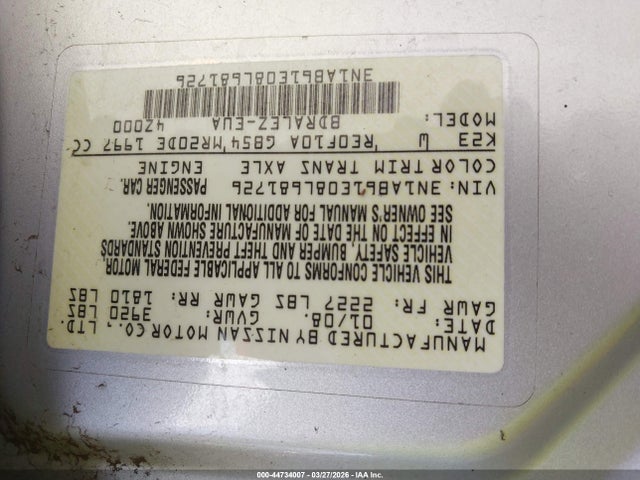 MANUFACTURED BY NISSAN MOTOR CO., LTD.
DATE: 01/08. GVWR: 3920 LBS
GAWR FR: 2227 LBS GAWR RR: 1810 LBS
THIS VEHICLE CONFORMS TO ALL APPLICABLE FEDERAL MOTOR
VEHICLE SAFETY, BUMPER AND THEFT PREVENTION STANDARDS
IN EFFECT ON THE DATE OF MANUFACTURE SHOWN ABOVE.
SEE OWNER'S MANUAL FOR ADDITIONAL INFORMATION.
VIN: 3N1AB61E08L681726 PASSENGER CAR.
COLOR TRIM TRANS AXLE ENGINE
K23 W RE0F10A GB54 MR20DE 1997 CC
MODEL: BDRALEZ-EUA 4Z000
3N1AB61E08L681726
000-44734007 | 03/27/2026 - IAA Inc.